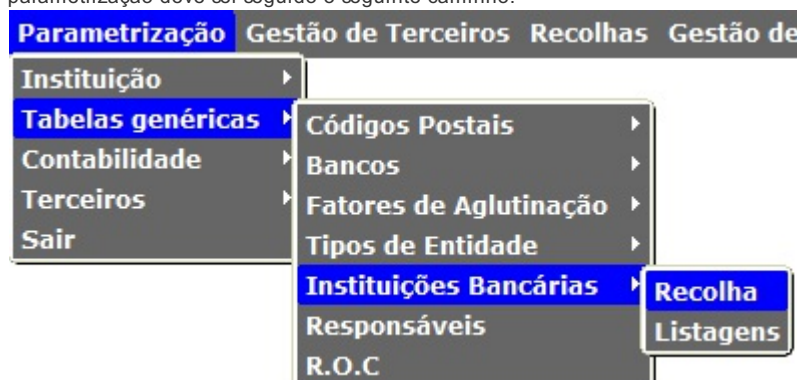 Parametrização Gestão de Terceiros Recolhas Gestão de
Instituição
Tabelas genéricas
Contabilidade
Terceiros
Sair
Códigos Postais
Bancos
Fatores de Aglutinação
Tipos de Entidade
Instituições Bancárias
Responsáveis
R.O.C
Recolha
Listagens